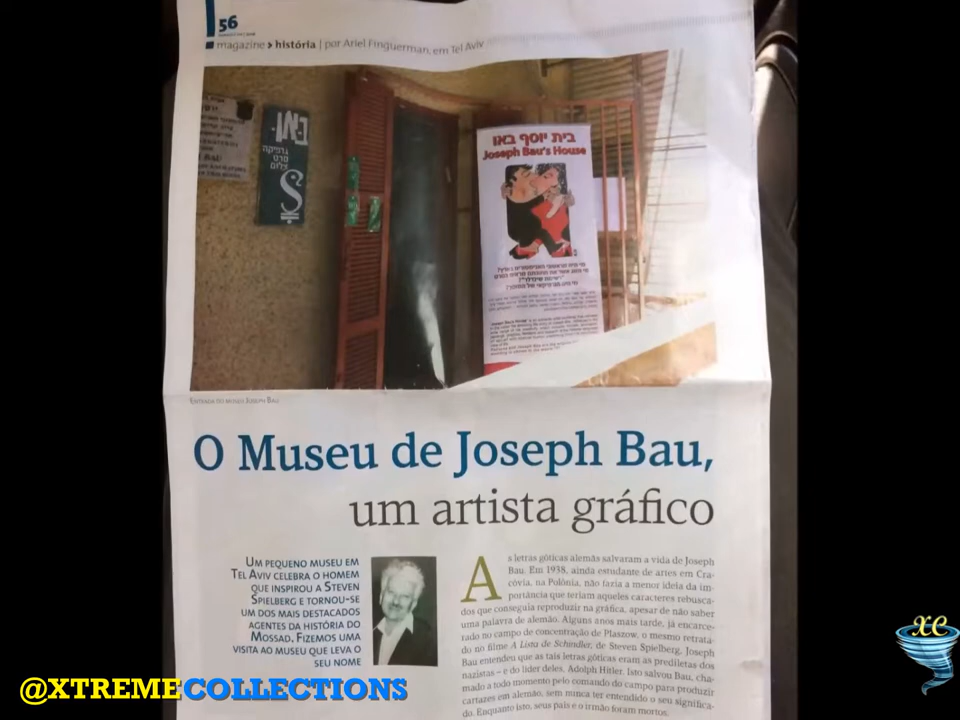 56
magazine > história | por Ariel Finguerman, em Tel Aviv
באו
גרפיקה
סרט
צילום
בית יוסף באו
Joseph Bau's House
ENTRADA DO MUSEU JOSEPH BAU
O Museu de Joseph Bau,
um artista gráfico
UM PEQUENO MUSEU EM
TEL AVIV CELEBRA O HOMEM
QUE INSPIROU A STEVEN
SPIELBERG E TORNOU-SE
UM DOS MAIS DESTACADOS
AGENTES DA HISTÓRIA DO
MOSSAD. FIZEMOS UMA
VISITA AO MUSEU QUE LEVA O
SEU NOME
As letras góticas alemãs salvaram a vida de Joseph
Bau. Em 1938, ainda estudante de artes em Cra-
cóvia, na Polônia, não fazia a menor ideia da im-
portância que teriam aqueles caracteres rebusca-
dos que conseguia reproduzir na gráfica, apesar de não saber
uma palavra de alemão. Alguns anos mais tarde, já encarce-
rado no campo de concentração de Plaszow, o mesmo retrata-
do no filme A Lista de Schindler, de Steven Spielberg, Joseph
Bau entendeu que as tais letras góticas eram as prediletas dos
nazistas – e do líder deles, Adolph Hitler. Isto salvou Bau, cha-
mado a todo momento pelo comando do campo para produzir
cartazes em alemão, sem nunca ter entendido o seu significa-
do. Enquanto isto, seus pais e o irmão foram mortos.
@XTREMECOLLECTIONS
xc